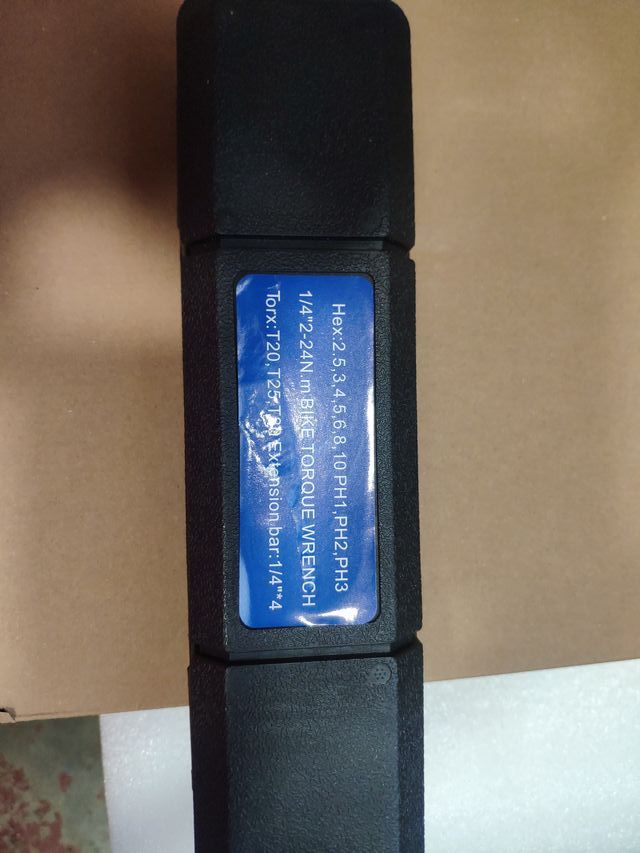 Hex:2.5,3,4,5,6,8,10 PH1,PH2,PH3
1/4"2-24N.m BIKE TORQUE WRENCH
Torx:T20,T25, Extension bar:1/4"*4